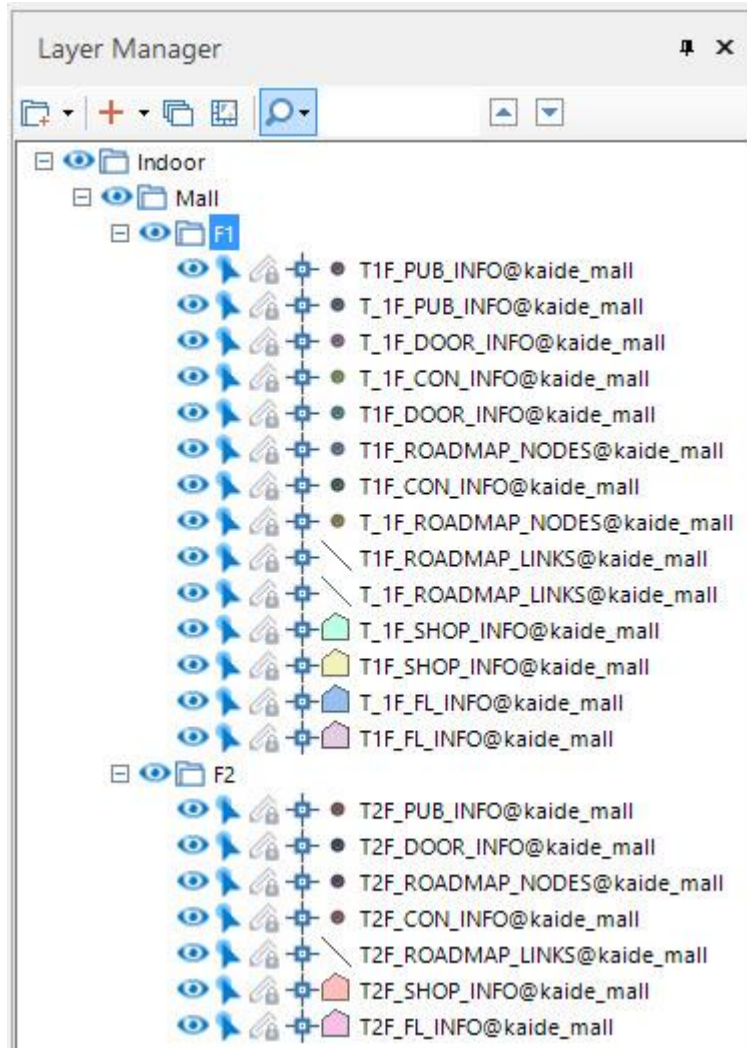 Layer Manager
Indoor
Mall
F1
T1F_PUB_INFO@kaide_mall
T_1F_PUB_INFO@kaide_mall
T_1F_DOOR_INFO@kaide_mall
T_1F_CON_INFO@kaide_mall
T1F_DOOR_INFO@kaide_mall
T1F_ROADMAP_NODES@kaide_mall
T1F_CON_INFO@kaide_mall
T_1F_ROADMAP_NODES@kaide_mall
T1F_ROADMAP_LINKS@kaide_mall
T_1F_ROADMAP_LINKS@kaide_mall
T_1F_SHOP_INFO@kaide_mall
T1F_SHOP_INFO@kaide_mall
T_1F_FL_INFO@kaide_mall
T1F_FL_INFO@kaide_mall
F2
T2F_PUB_INFO@kaide_mall
T2F_DOOR_INFO@kaide_mall
T2F_ROADMAP_NODES@kaide_mall
T2F_CON_INFO@kaide_mall
T2F_ROADMAP_LINKS@kaide_mall
T2F_SHOP_INFO@kaide_mall
T2F_FL_INFO@kaide_mall